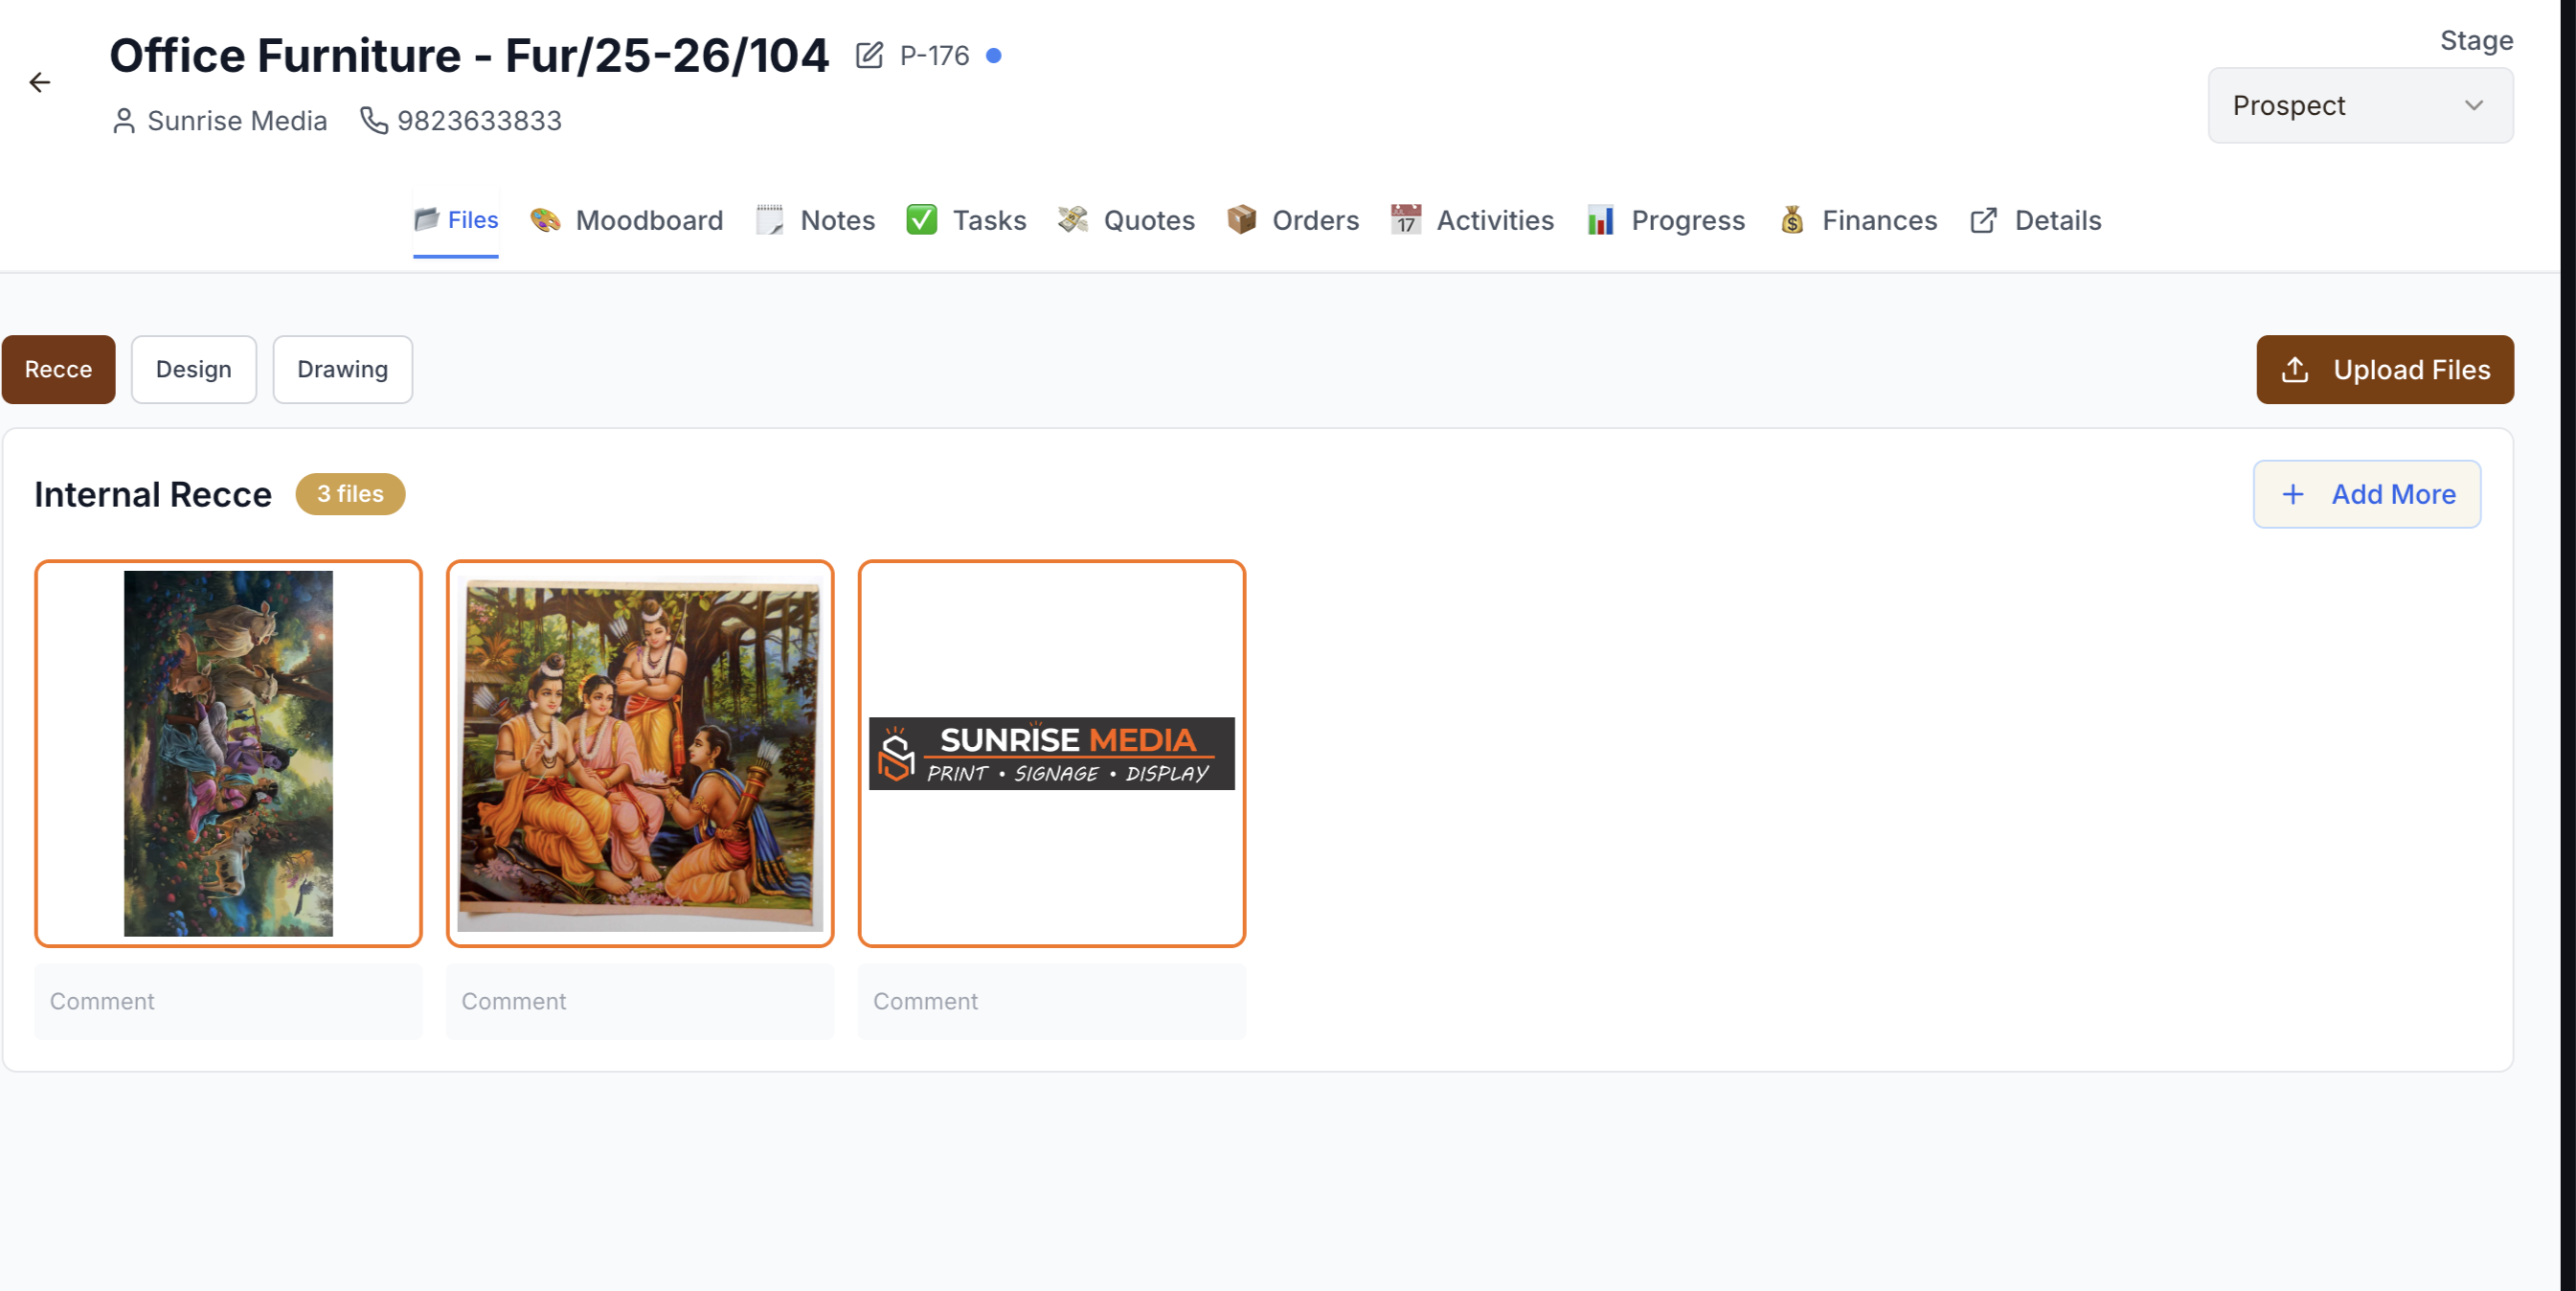 Office Furniture - Fur/25-26/104 P-176
Stage
Sunrise Media 9823633833
Prospect
Files Moodboard Notes Tasks Quotes Orders 17 Activities Progress Finances Details
Recce Design Drawing Upload Files
Internal Recce 3 files + Add More
SUNRISE MEDIA
PRINT • SIGNAGE • DISPLAY
Comment Comment Comment